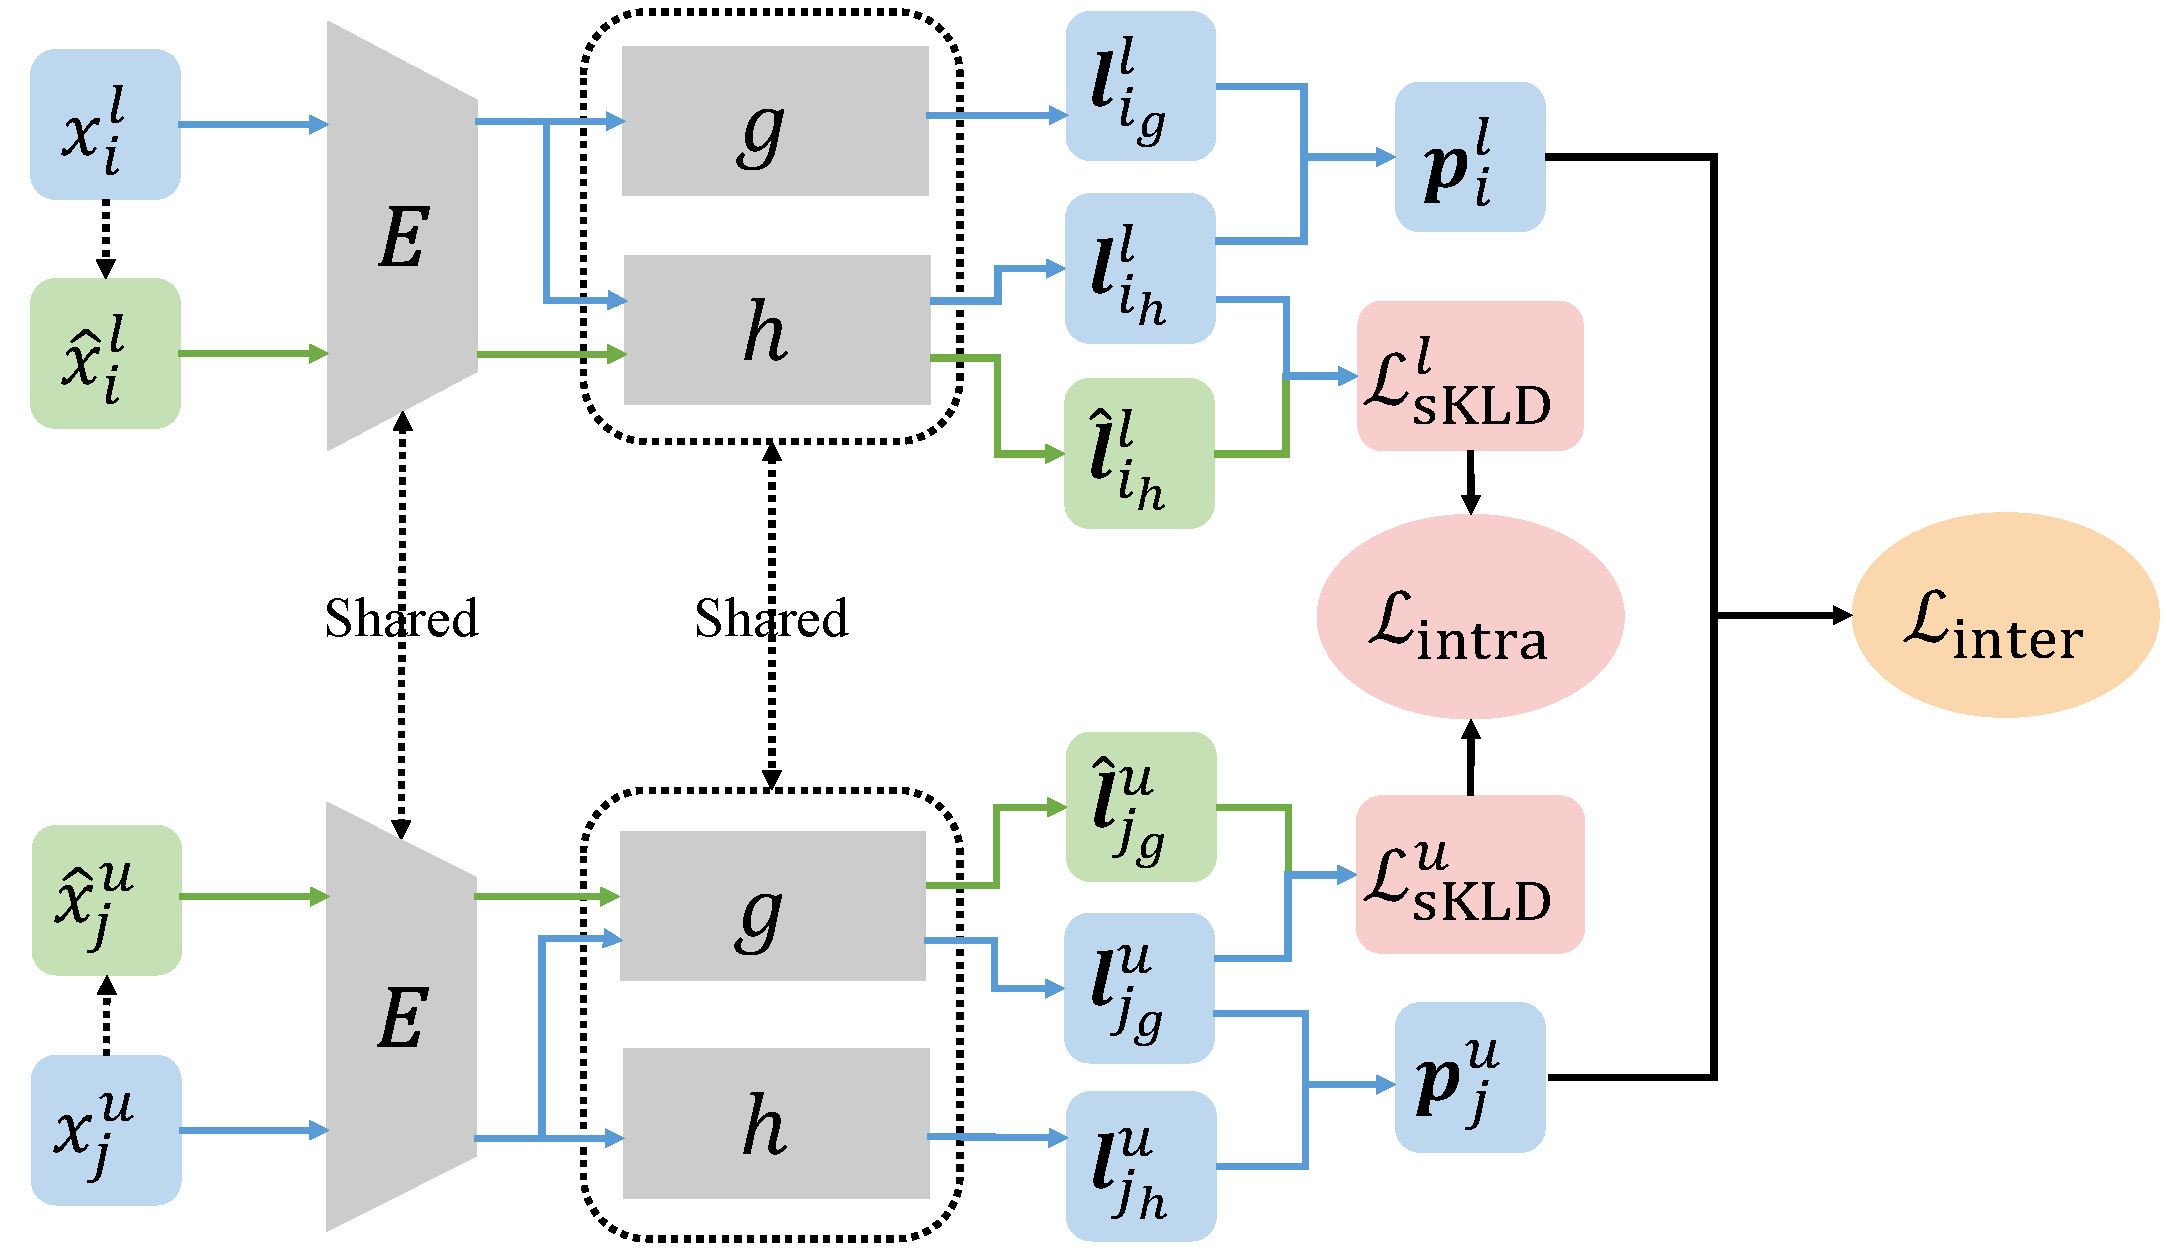 $x_i^l$
$\hat{x}_i^l$
$E$
$g$
$h$
$\boldsymbol{l}_{i_g}^l$
$\boldsymbol{l}_{i_h}^l$
$\hat{\boldsymbol{l}}_{i_h}^l$
$\boldsymbol{p}_i^l$
$\mathcal{L}_{\text{sKLD}}^l$
Shared
Shared
$\mathcal{L}_{\text{intra}}$
$\mathcal{L}_{\text{inter}}$
$\hat{x}_j^u$
$x_j^u$
$E$
$g$
$h$
$\hat{\boldsymbol{l}}_{j_g}^u$
$\boldsymbol{l}_{j_g}^u$
$\boldsymbol{l}_{j_h}^u$
$\mathcal{L}_{\text{sKLD}}^u$
$\boldsymbol{p}_j^u$